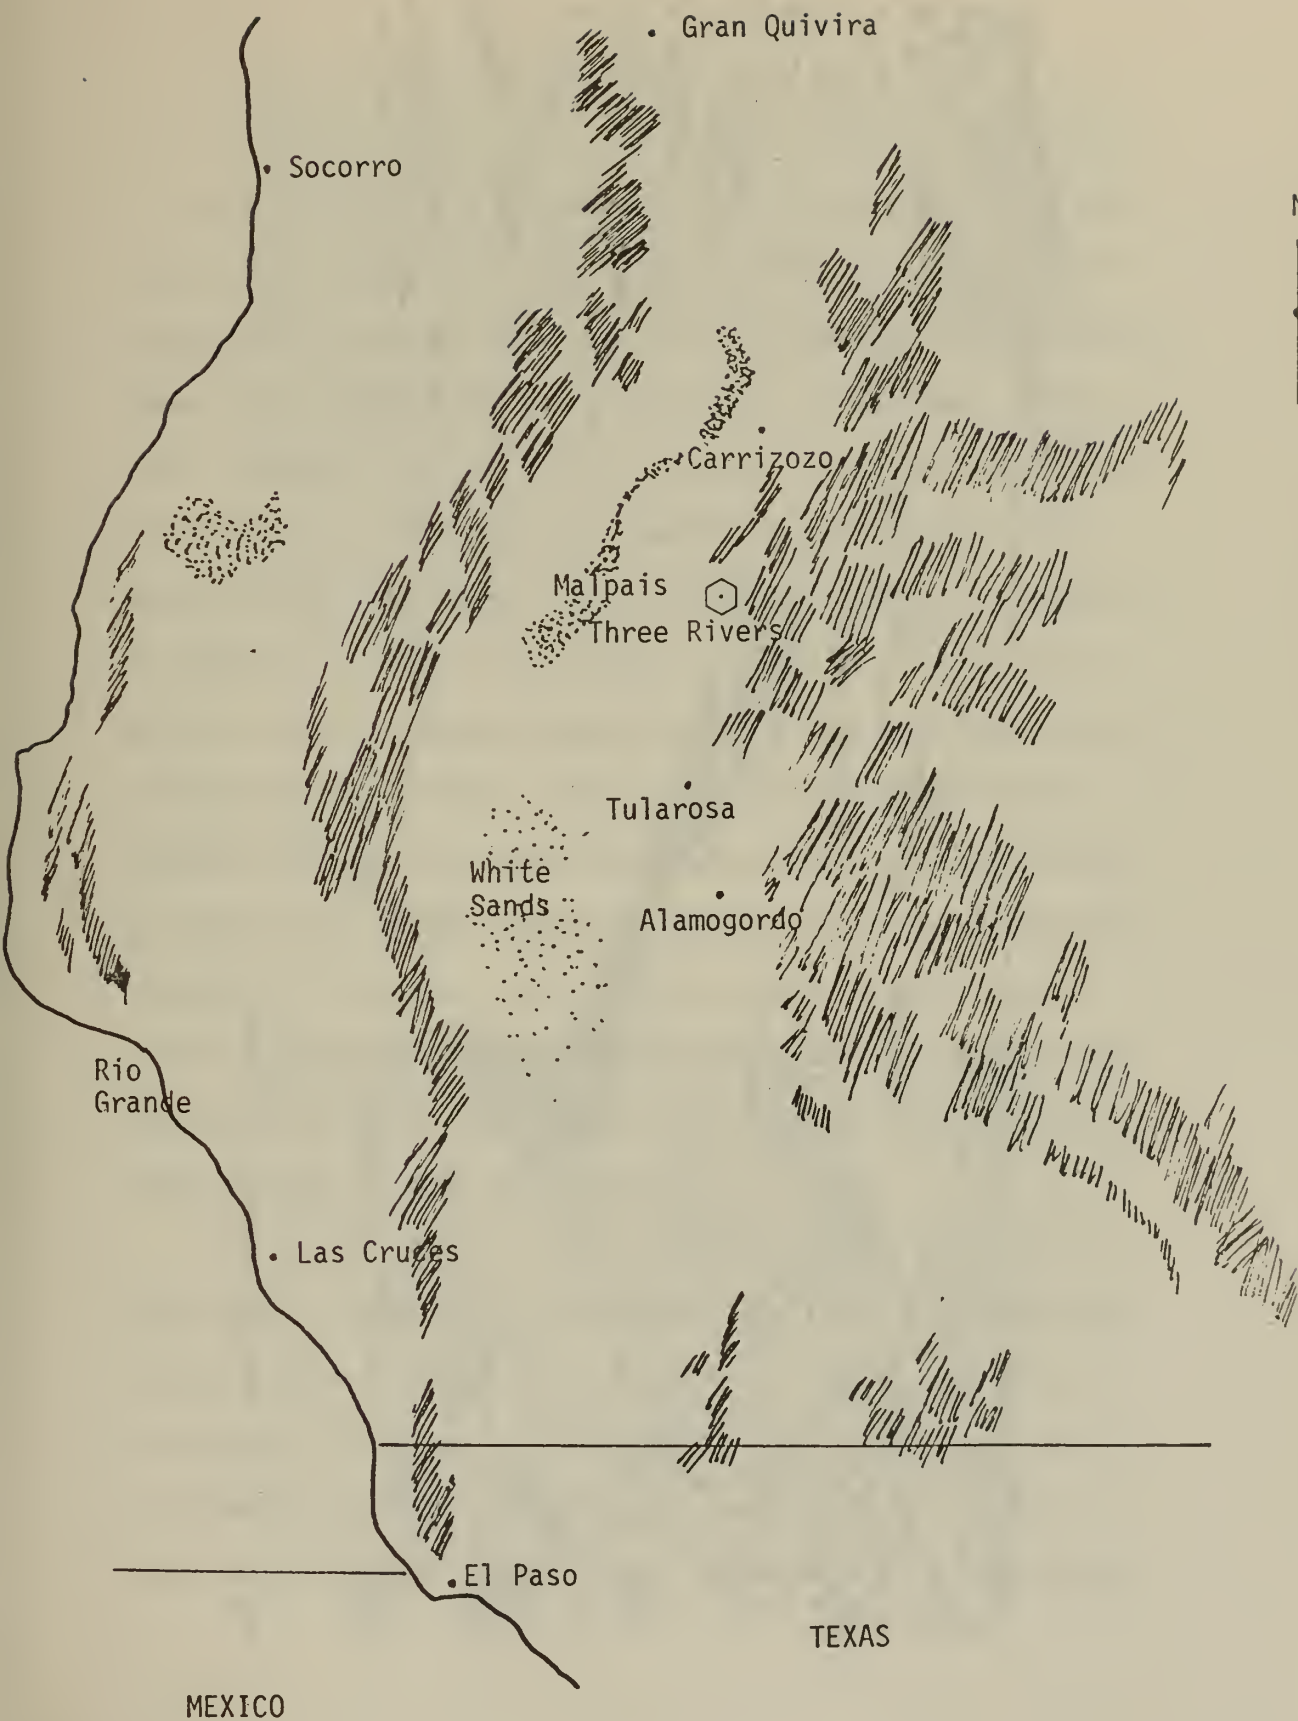 Gran Quivira
Socorro
N
Carrizozo
Malpais
Three Rivers
Tularosa
White
Sands
Alamogordo
Rio
Grande
Las Cruces
El Paso
TEXAS
MEXICO